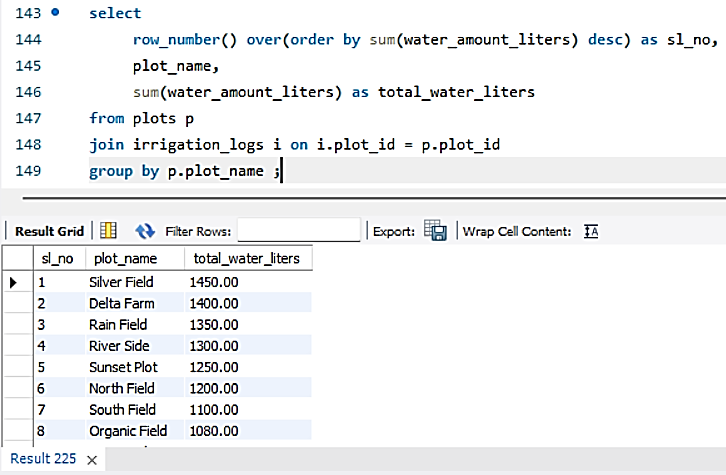 143 select
144 row_number() over(order by sum(water_amount_liters) desc) as sl_no,
145 plot_name,
146 sum(water_amount_liters) as total_water_liters
147 from plots p
148 join irrigation_logs i on i.plot_id = p.plot_id
149 group by p.plot_name ;
Result Grid Filter Rows: Export: Wrap Cell Content: IA
sl_no plot_name total_water_liters
1 Silver Field 1450.00
2 Delta Farm 1400.00
3 Rain Field 1350.00
4 River Side 1300.00
5 Sunset Plot 1250.00
6 North Field 1200.00
7 South Field 1100.00
8 Organic Field 1080.00
Result 225